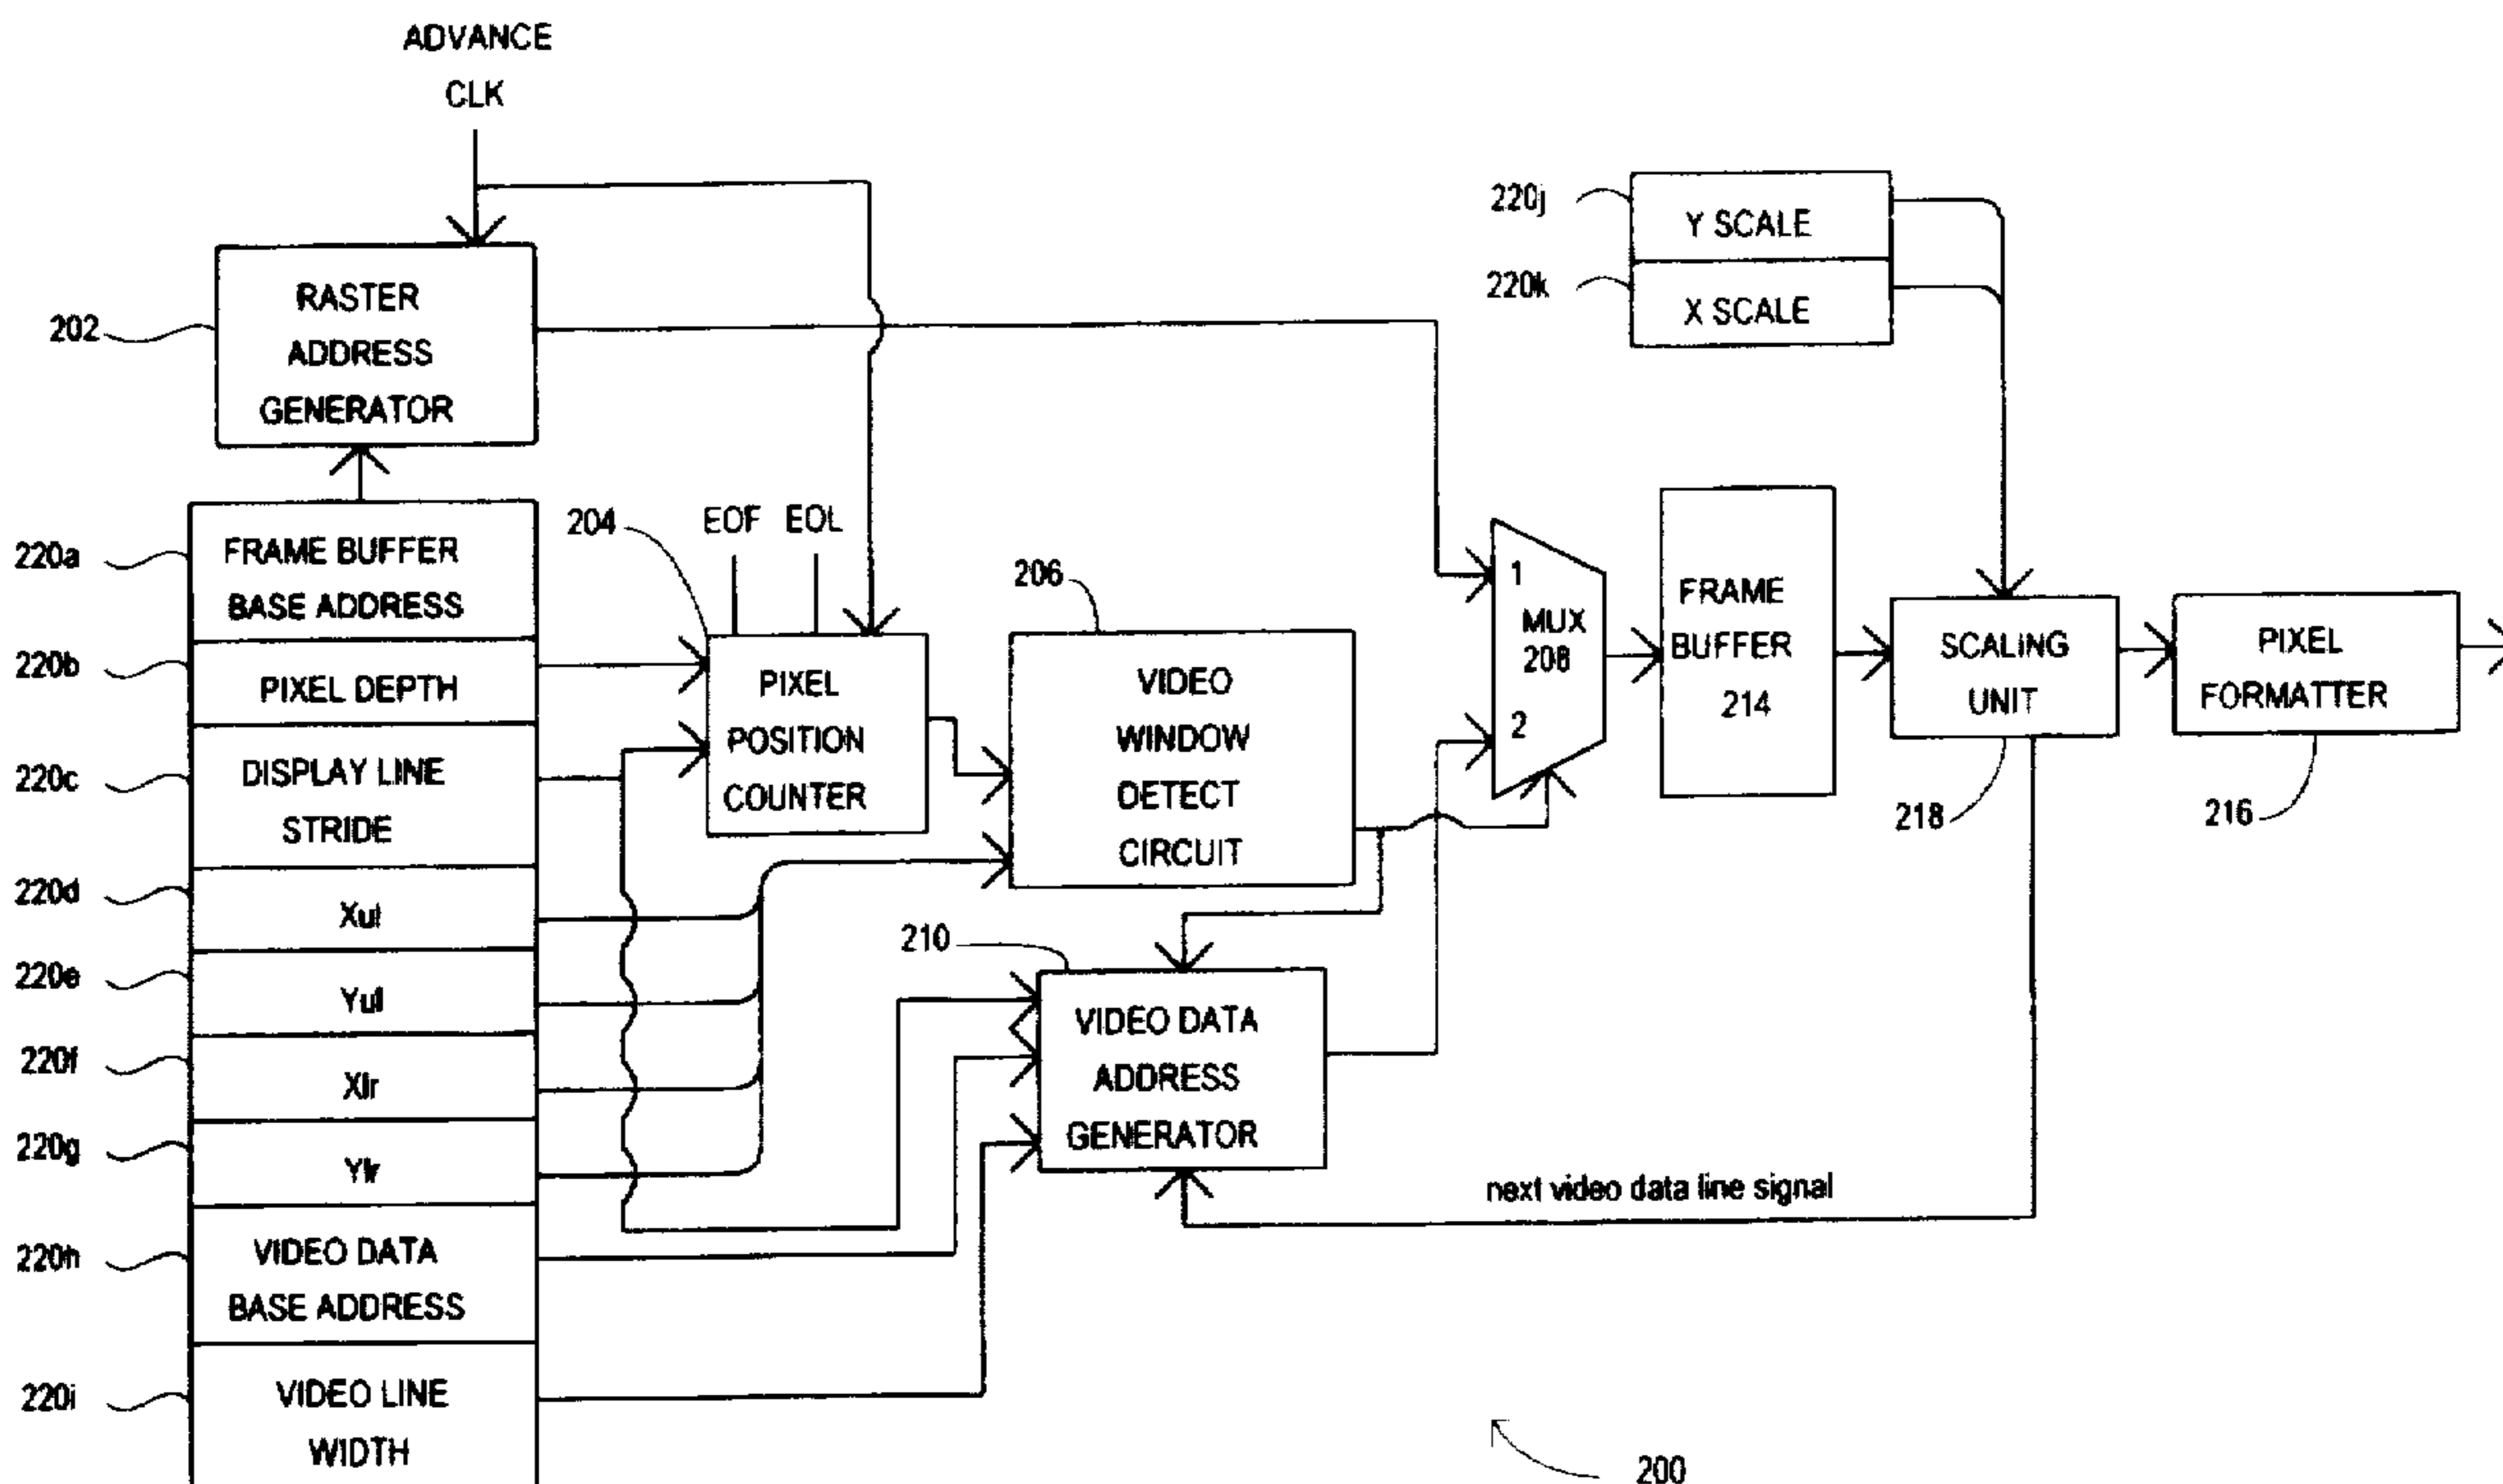 ADVANCE
CLK
220j
Y SCALE
220k
X SCALE
202
RASTER
ADDRESS
GENERATOR
220a
FRAME BUFFER
BASE ADDRESS
204
EOF EOL
206
1
MUX
208
2
FRAME
BUFFER
214
SCALING
UNIT
218
PIXEL
FORMATTER
216
220b
PIXEL DEPTH
PIXEL
POSITION
COUNTER
VIDEO
WINDOW
DETECT
CIRCUIT
220c
DISPLAY LINE
STRIDE
220d
Xul
220e
Yul
210
VIDEO DATA
ADDRESS
GENERATOR
220f
Xlr
220g
Ylr
next video data line signal
220h
VIDEO DATA
BASE ADDRESS
220i
VIDEO LINE
WIDTH
200